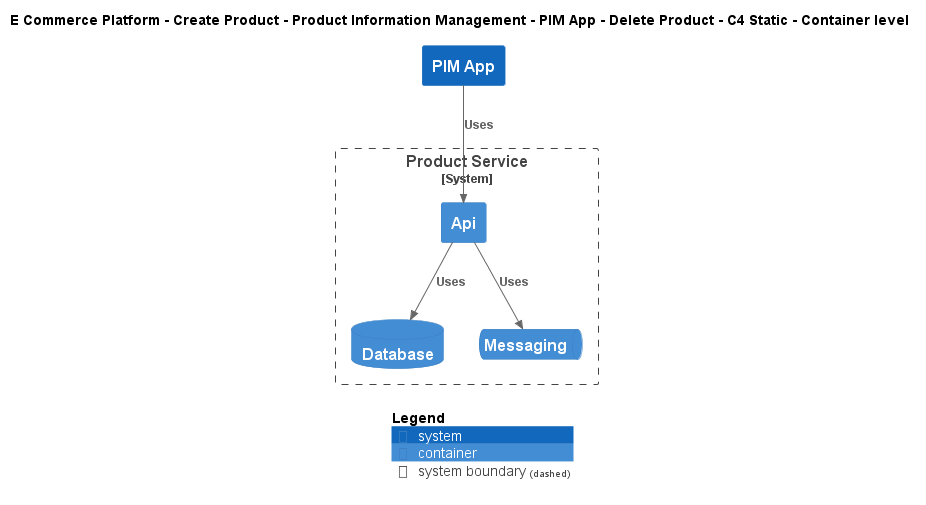 E Commerce Platform - Create Product - Product Information Management - PIM App - Delete Product - C4 Static - Container level
PIM App
Uses
Product Service
[System]
Api
Uses
Uses
Database
Messaging
Legend
system
container
system boundary (dashed)